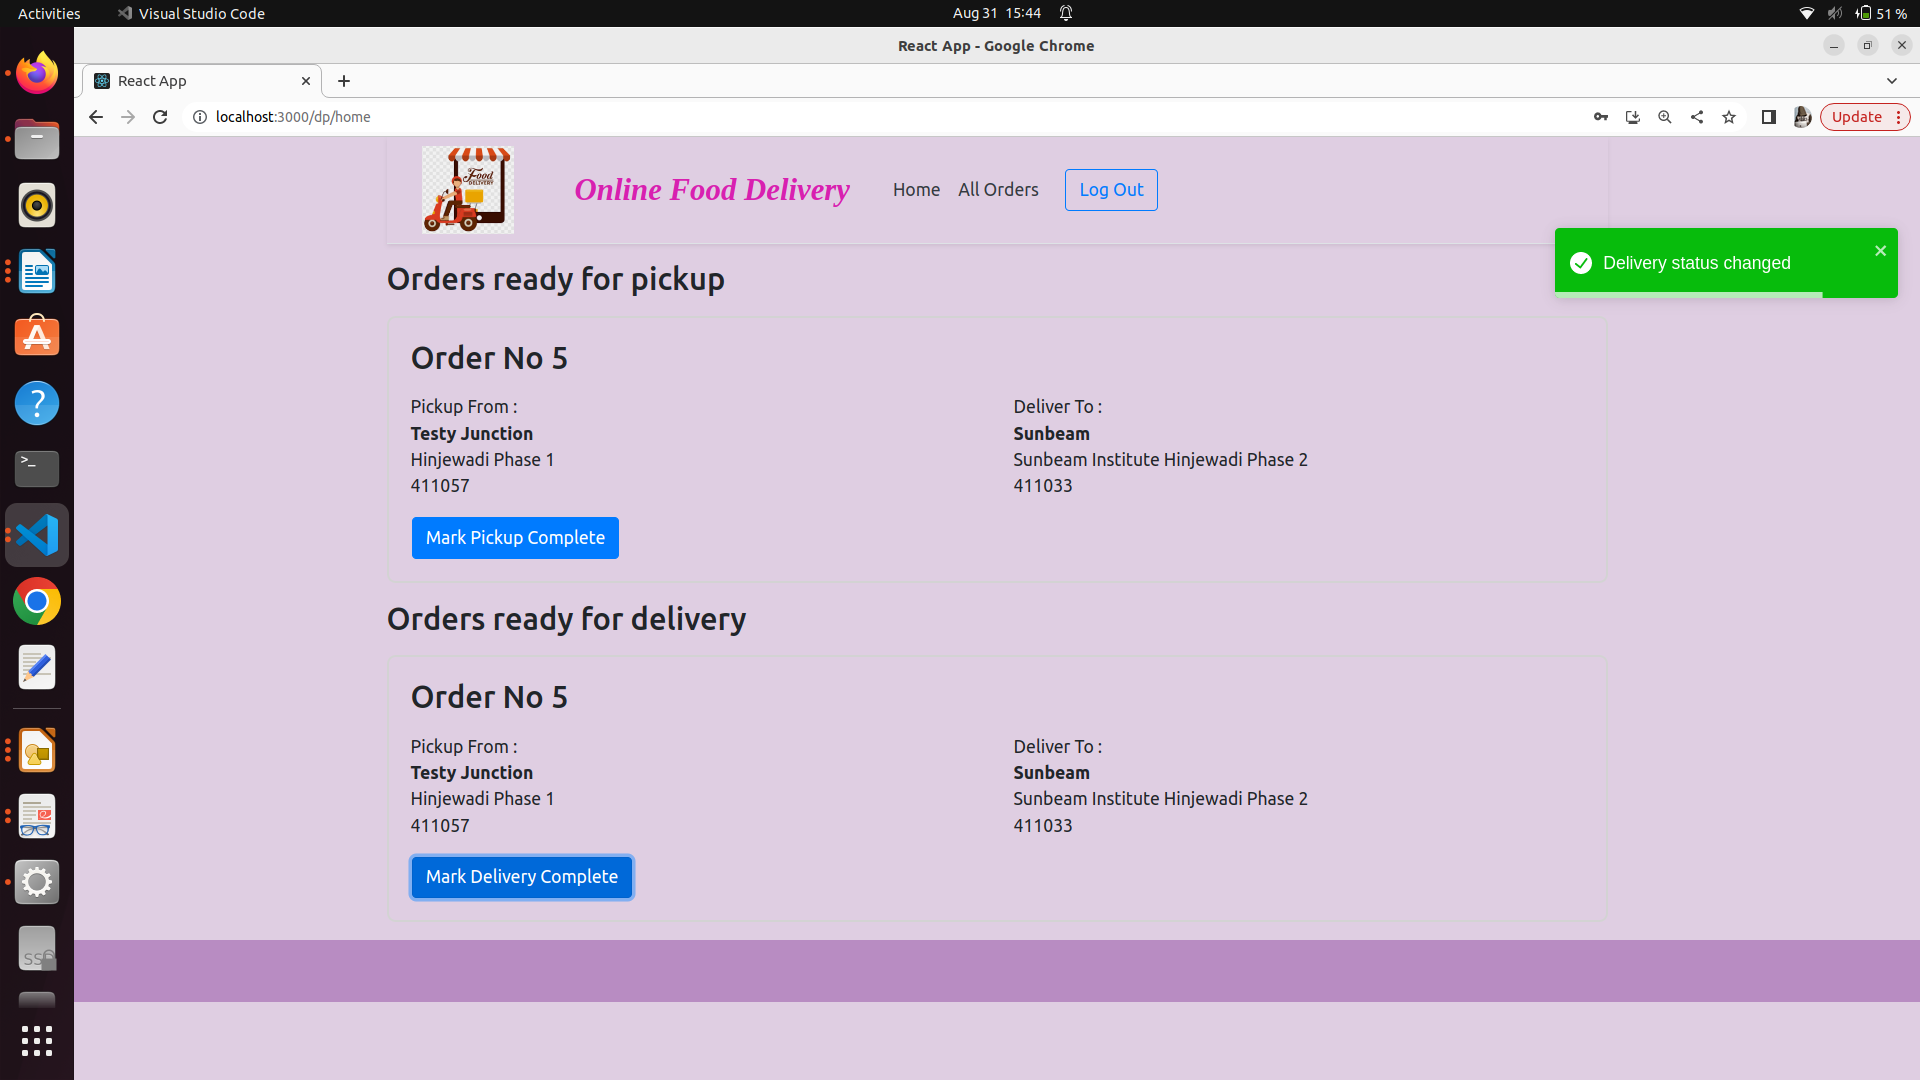 Activities
Visual Studio Code
Aug 31 15:44
51 %
React App - Google Chrome
React App
localhost:3000/dp/home
Update
Food
DELIVERY
Online Food Delivery
Home
All Orders
Log Out
Delivery status changed
Orders ready for pickup
Order No 5
Pickup From :
Deliver To :
Testy Junction
Sunbeam
Hinjewadi Phase 1
Sunbeam Institute Hinjewadi Phase 2
411057
411033
Mark Pickup Complete
Orders ready for delivery
Order No 5
Pickup From :
Deliver To :
Testy Junction
Sunbeam
Hinjewadi Phase 1
Sunbeam Institute Hinjewadi Phase 2
411057
411033
Mark Delivery Complete